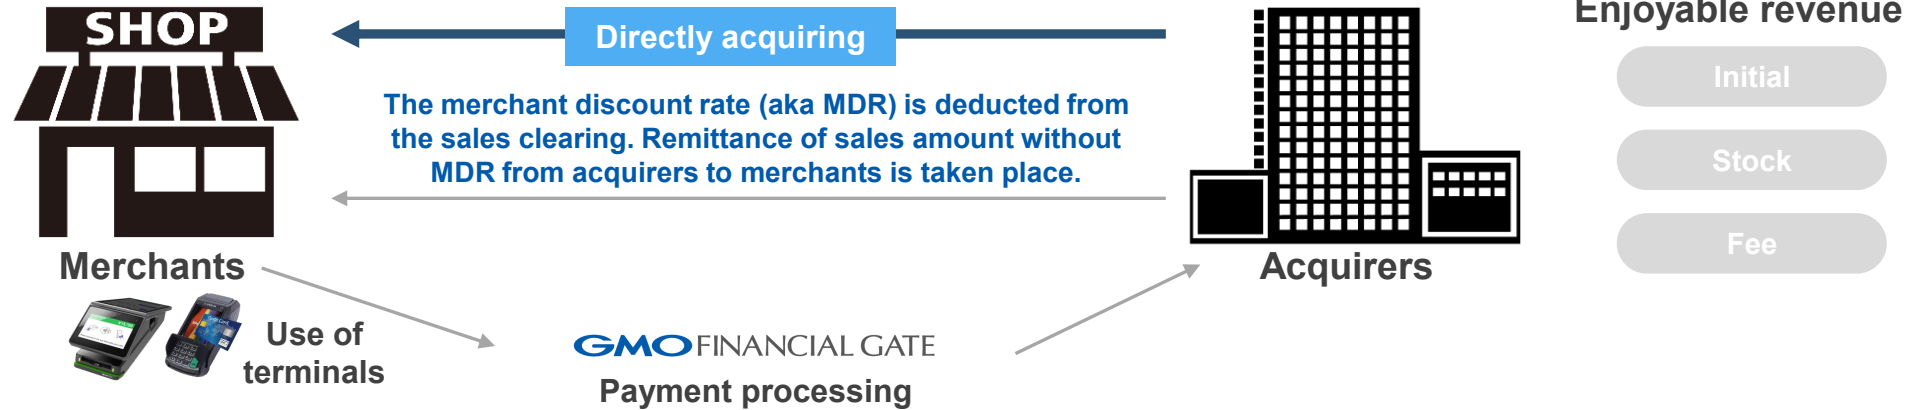 SHOP
Directly acquiring
Enjoyable revenue
The merchant discount rate (aka MDR) is deducted from
the sales clearing. Remittance of sales amount without
MDR from acquirers to merchants is taken place.
Initial
Stock
Fee
Merchants
Acquirers
Use of
terminals
GMO FINANCIAL GATE
Payment processing